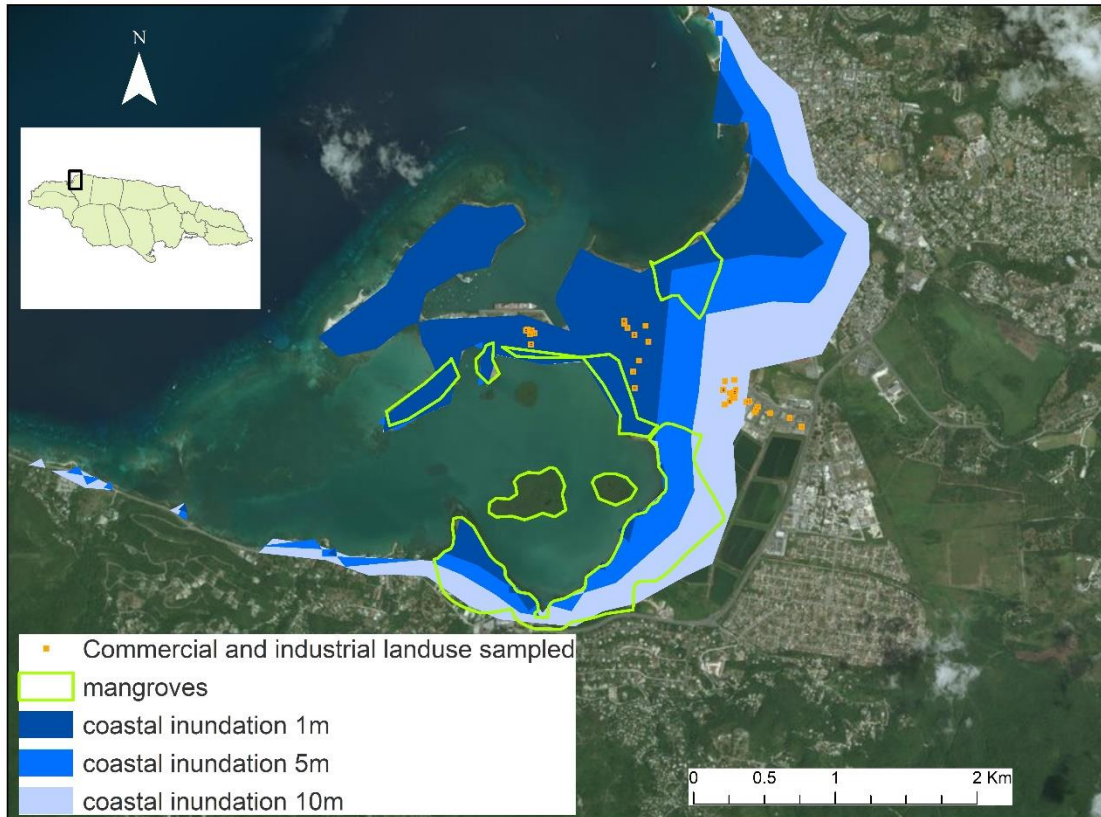 N
Commercial and industrial landuse sampled
mangroves
coastal inundation 1m
coastal inundation 5m
coastal inundation 10m
0 0.5 1 2 Km